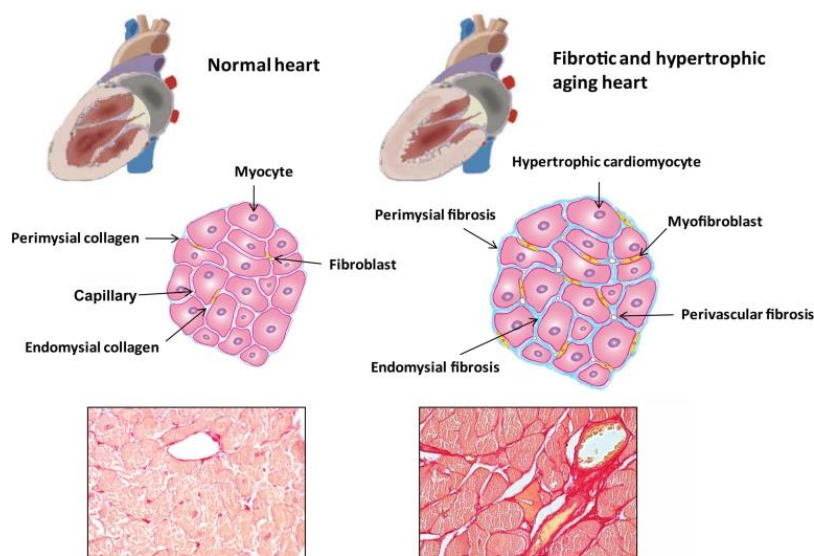 Normal heart
Fibrotic and hypertrophic
aging heart
Myocyte
Perimysial collagen
Fibroblast
Capillary
Endomysial collagen
Hypertrophic cardiomyocyte
Perimysial fibrosis
Myofibroblast
Perivascular fibrosis
Endomysial fibrosis